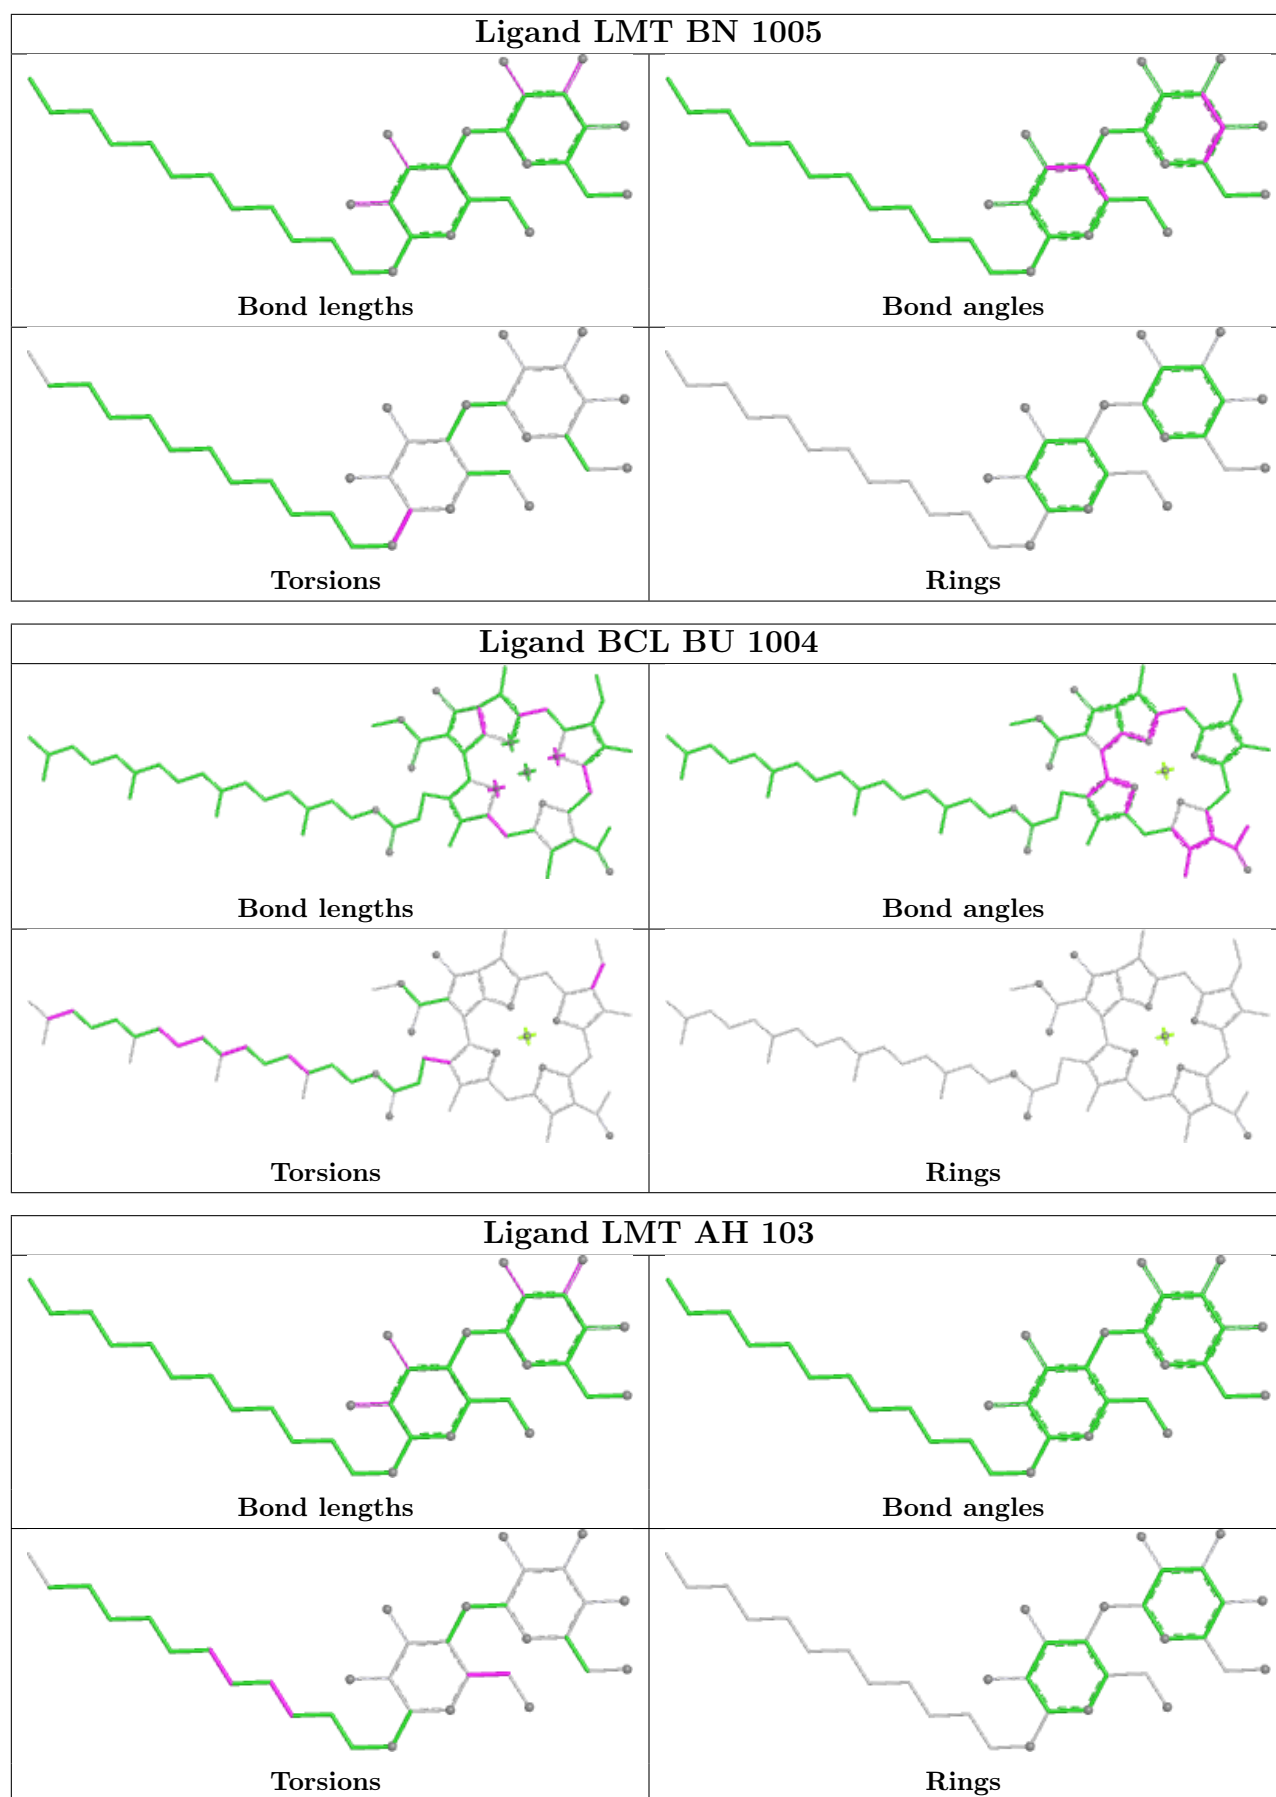 Ligand LMT BN 1005
Bond lengths
Bond angles
Torsions
Rings
Ligand BCL BU 1004
Bond lengths
Bond angles
Torsions
Rings
Ligand LMT AH 103
Bond lengths
Bond angles
Torsions
Rings